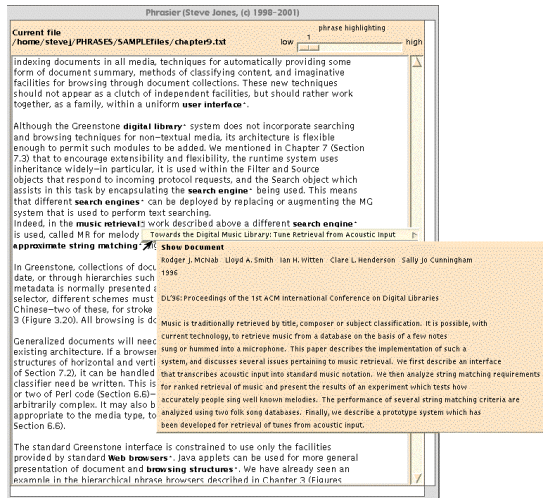 Phrasier (Steve Jones, (c) 1998-2001)
Current file
/home/stevej/PHRASES/SAMPLEfiles/chapter9.txt
phrase highlighting
1
low
high
indexing documents in all media, techniques for automatically providing some
form of document summary, methods of classifying content, and imaginative
facilities for browsing through document collections. These new techniques
should not appear as a clutch of independent facilities, but should rather work
together, as a family, within a uniform user interface.
Although the Greenstone digital library system does not incorporate searching
and browsing techniques for non-textual media, its architecture is flexible
enough to permit such modules to be added. We mentioned in Chapter 7 (Section
7.3) that to encourage extensibility and flexibility, the runtime system uses
inheritance widely-in particular, it is used within the Filter and Source
objects that respond to incoming protocol requests, and the Search object which
assists in this task by encapsulating the search engine being used. This means
that different search engines can be deployed by replacing or augmenting the MG
system that is used to perform text searching.
Indeed, in the music retrieval work described above a different search engine
is used, called MR for melody
Towards the Digital Music Library: Tune Retrieval from Acoustic Input
approximate string matching
Show Document
Rodger J. McNab Lloyd A. Smith Ian H. Witten Clare L. Henderson Sally Jo Cunningham
1996
DL'96: Proceedings of the 1st ACM International Conference on Digital Libraries
Music is traditionally retrieved by title, composer or subject classification. It is possible, with
current technology, to retrieve music from a database on the basis of a few notes
sung or hummed into a microphone. This paper describes the implementation of such a
system, and discusses several issues pertaining to music retrieval. We first describe an interface
that transcribes acoustic input into standard music notation. We then analyze string matching requirements
for ranked retrieval of music and present the results of an experiment which tests how
accurately people sing well known melodies. The performance of several string matching criteria are
analyzed using two folk song databases. Finally, we describe a prototype system which has
been developed for retrieval of tunes from acoustic input.
In Greenstone, collections of docu
date, or through hierarchies such
metadata is normally presented a
selector, different schemes must
Chinese-two of these, for stroke
3 (Figure 3.20). All browsing is do
Generalized documents will need
existing architecture. If a browser
structures of horizontal and verti
of Section 7.2), it can be handled
classifier need be written. This is
or two of Perl code (Section 6.6)-
arbitrarily complex. It may also b
appropriate to the media type, to
Section 6.6).
The standard Greenstone interface is constrained to use only the facilities
provided by standard Web browsers. Java applets can be used for more general
presentation of document and browsing structures. We have already seen an
example in the hierarchical phrase browsers described in Chapter 3 (Figures